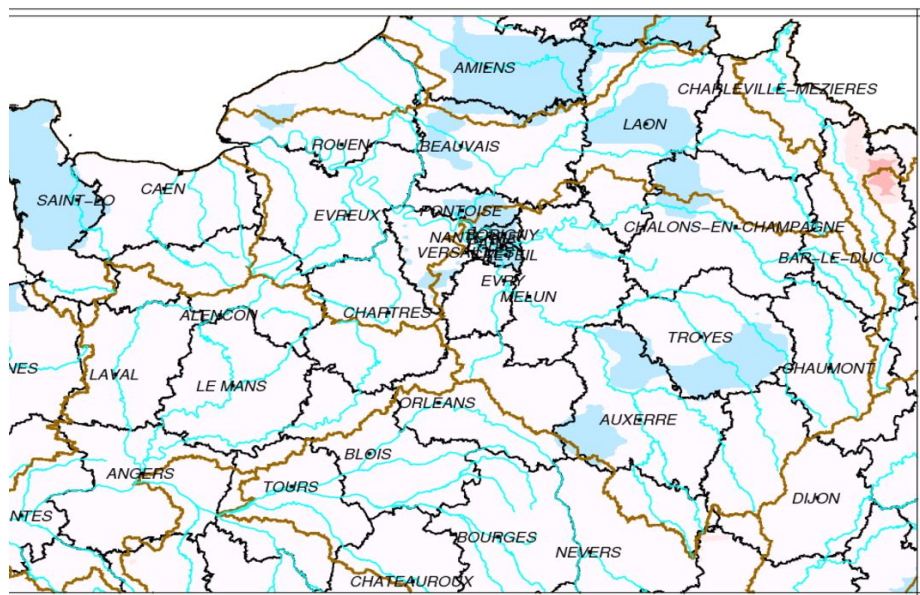 AMIENS
CHARLEVILLE-MEZIERES
LAON
ROUEN
BEAUVAIS
CAEN
SAINT-LO
EVREUX
PONTOISE
CHALONS-EN-CHAMPAGNE
BAR-LE-DUC
EVRY
MELUN
ALENCON
CHARTRES
TROYES
NES
LAVAL
LE MANS
CHAUMONT
ORLEANS
AUXERRE
BLOIS
ANGERS
TOURS
DIJON
NTES
BOURGES
NEVERS
CHATEAUROUX